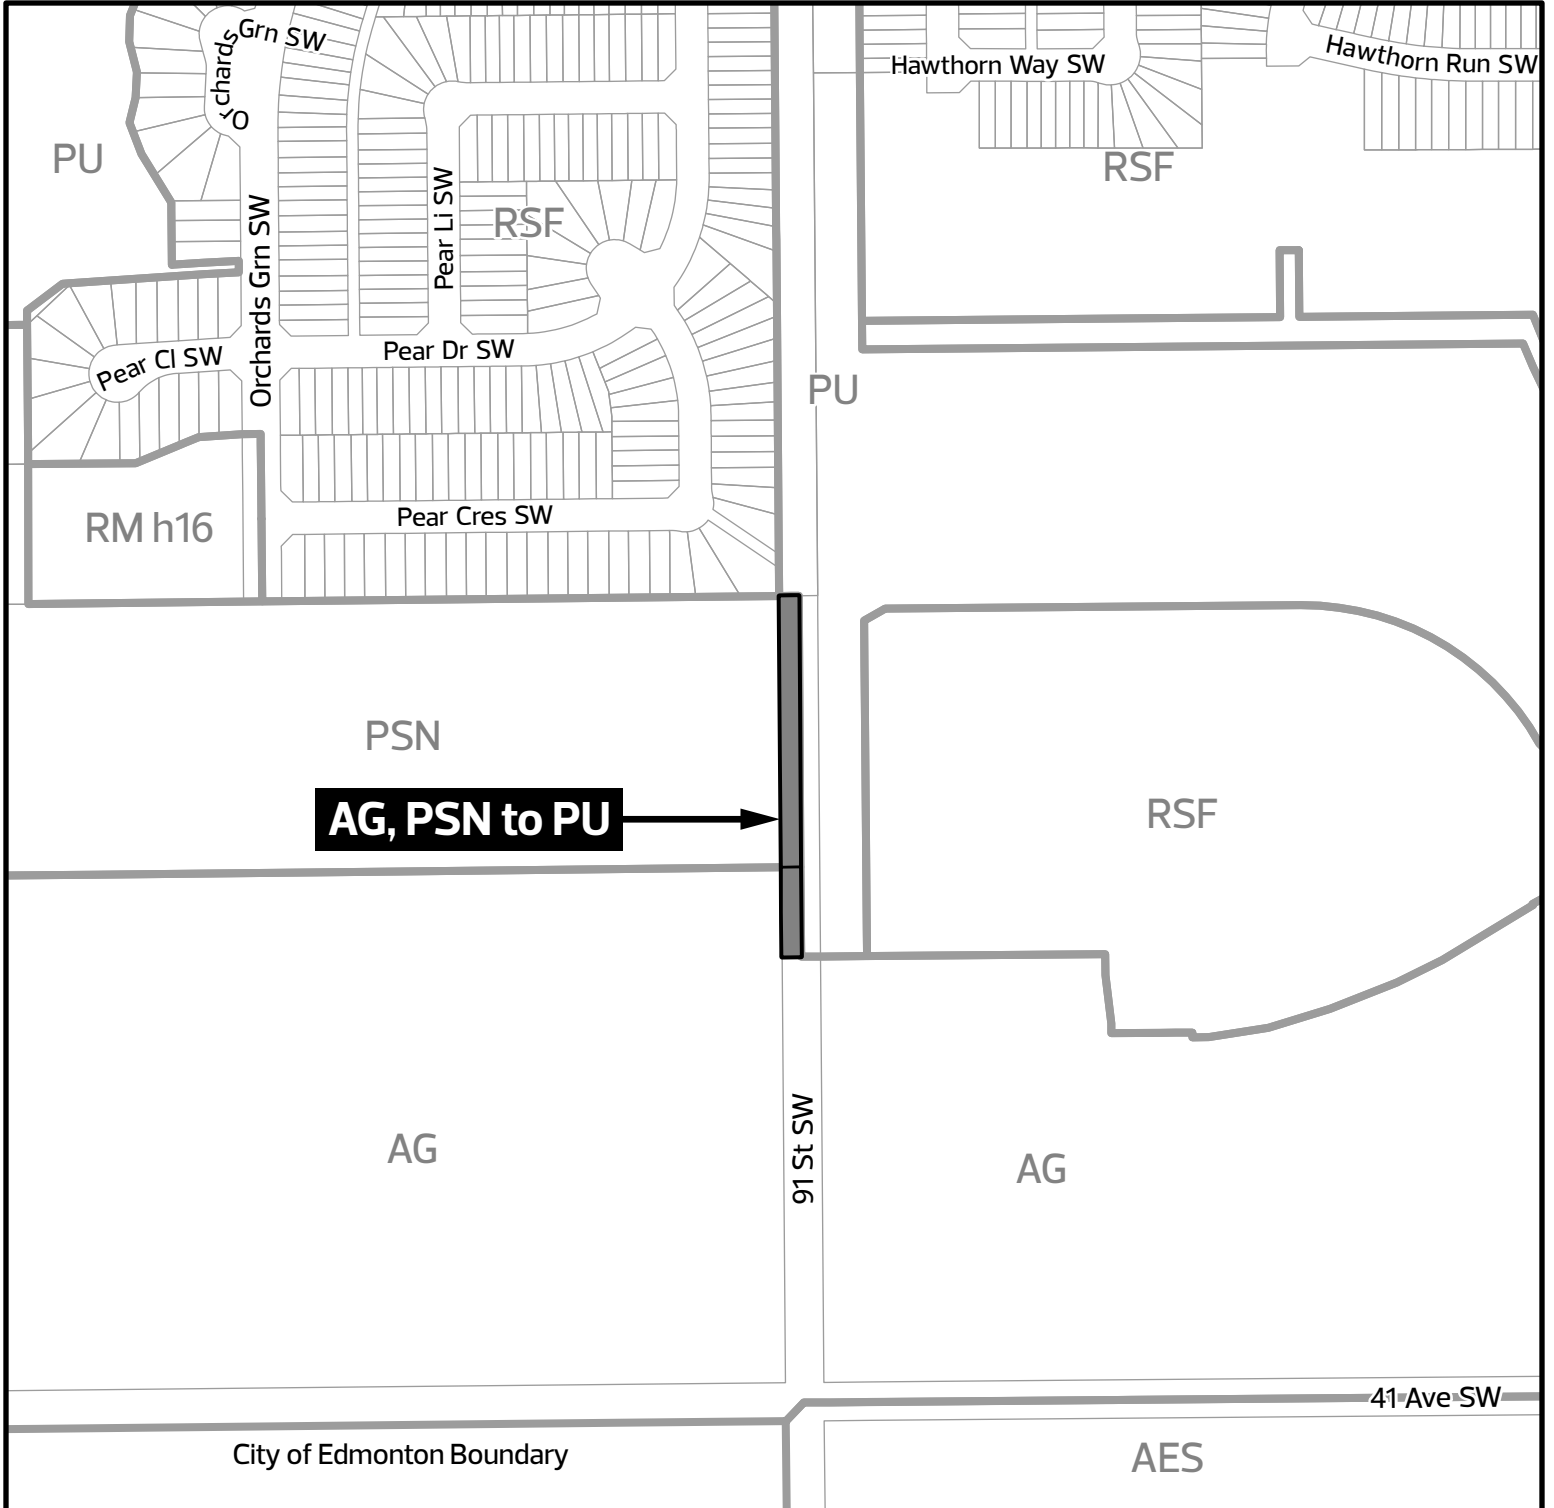 Orchards Grn SW
Hawthorn Way SW
Hawthorn Run SW
PU
RSF
Pear Li SW
RSF
Orchards Grn SW
Pear Dr SW
Pear Cl SW
PU
RM h16
Pear Cres SW
PSN
AG, PSN to PU
RSF
AG
91 St SW
AG
41 Ave SW
City of Edmonton Boundary
AES